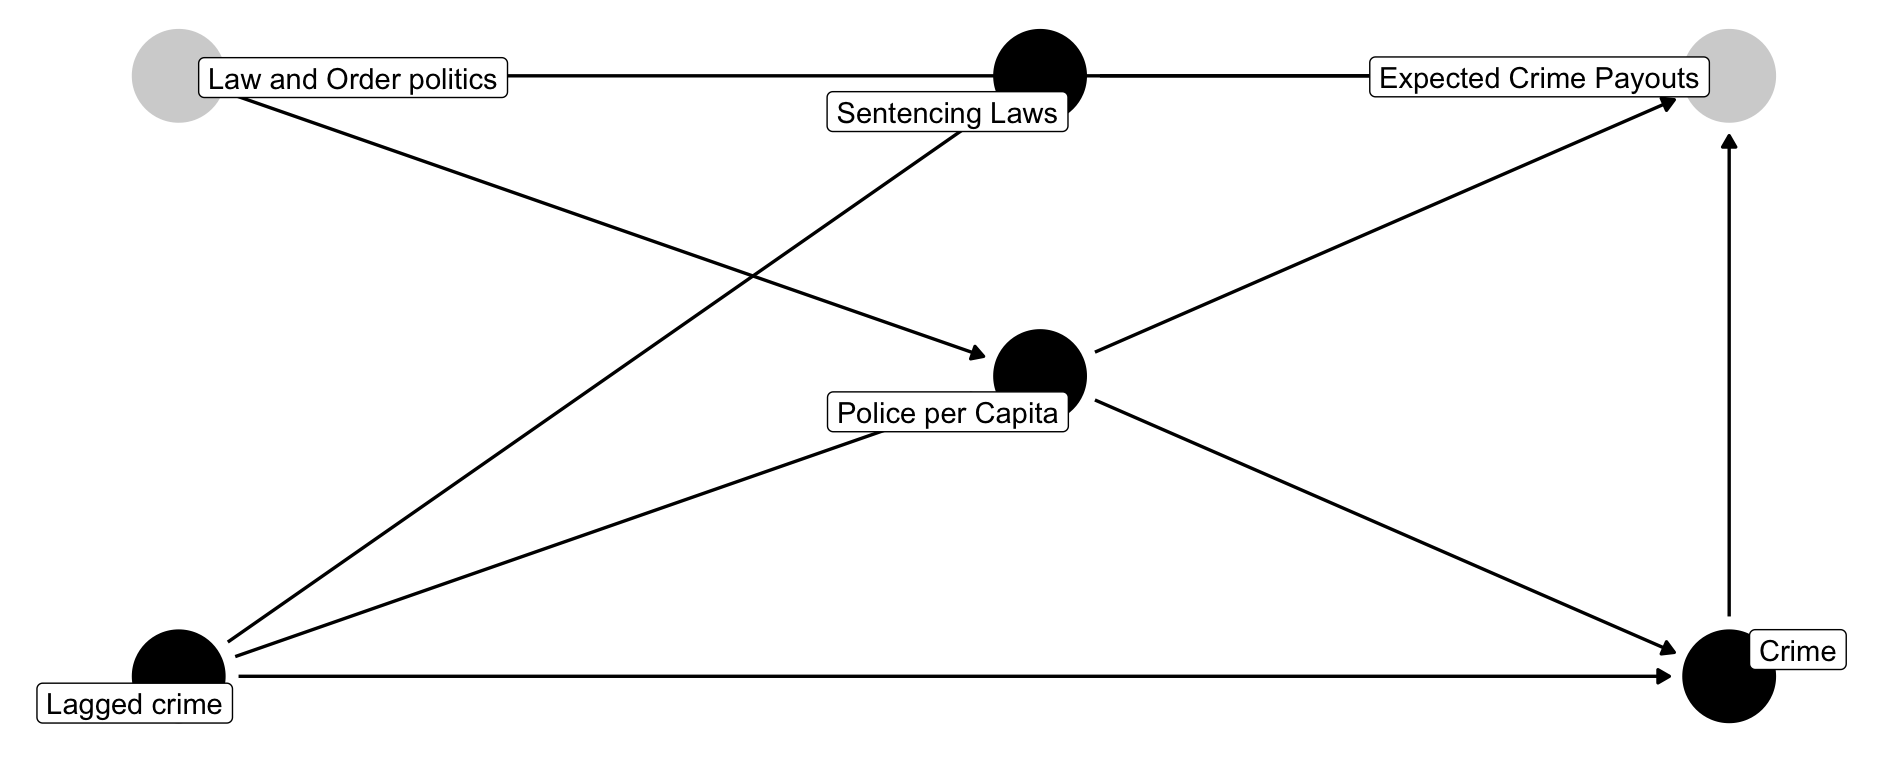 Law and Order politics
Expected Crime Payouts
Sentencing Laws
Police per Capita
Crime
Lagged crime